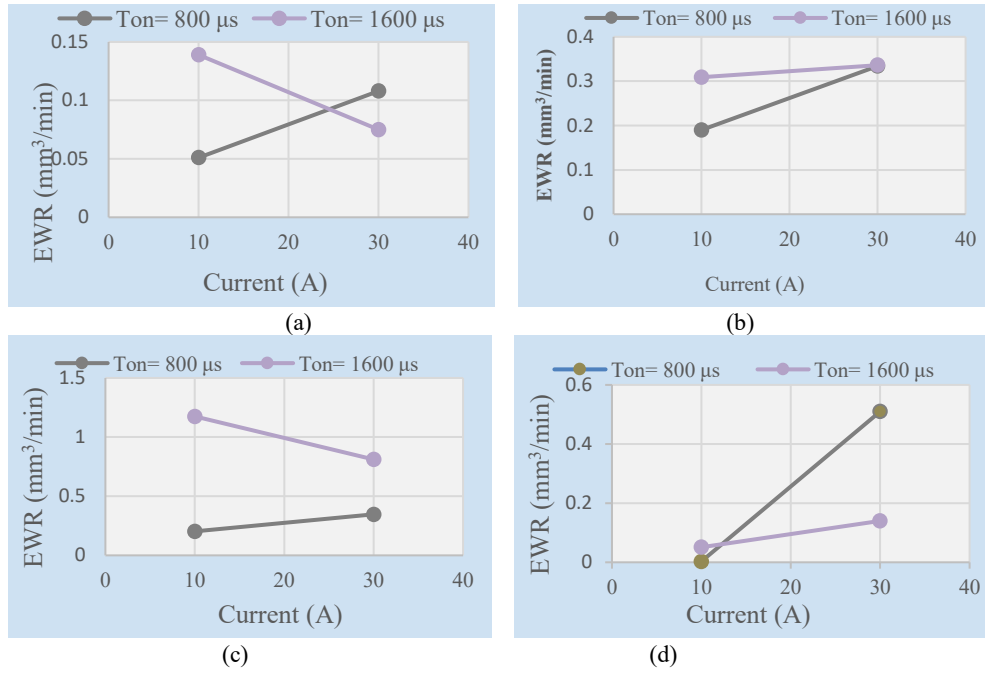 Ton= 800 µs Ton= 1600 µs
EWR (mm³/min)
0.15
0.1
0.05
0
0 10 20 30 40
Current (A)
(a)
Ton= 800 µs Ton= 1600 µs
EWR (mm³/min)
0.4
0.3
0.2
0.1
0
0 10 20 30 40
Current (A)
(b)
Ton= 800 µs Ton= 1600 µs
EWR (mm³/min)
1.5
1
0.5
0
0 10 20 30 40
Current (A)
(c)
Ton= 800 µs Ton= 1600 µs
EWR (mm³/min)
0.6
0.4
0.2
0
0 10 20 30 40
Current (A)
(d)